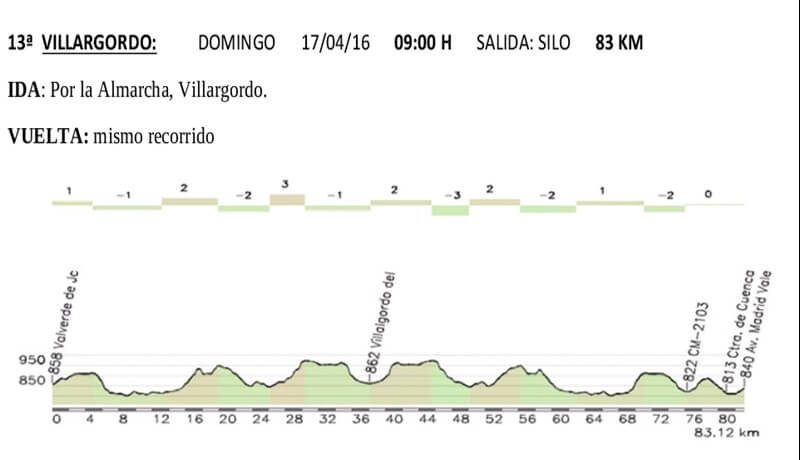 13ª VILLARGORDO: DOMINGO 17/04/16 09:00 H SALIDA: SILO 83 KM
IDA: Por la Almarcha, Villargordo.
VUELTA: mismo recorrido
1 -1 2 -2 3 -1 2 -3 2 -2 1 -2 0
858 Valverde de Jc
862 Villalgordo del
822 CM-2103
813 Ctra. de Cuenca
840 Av. Madrid Vale
950
850
0 4 8 12 16 20 24 28 32 36 40 44 48 52 56 60 64 68 72 76 80
83.12 km